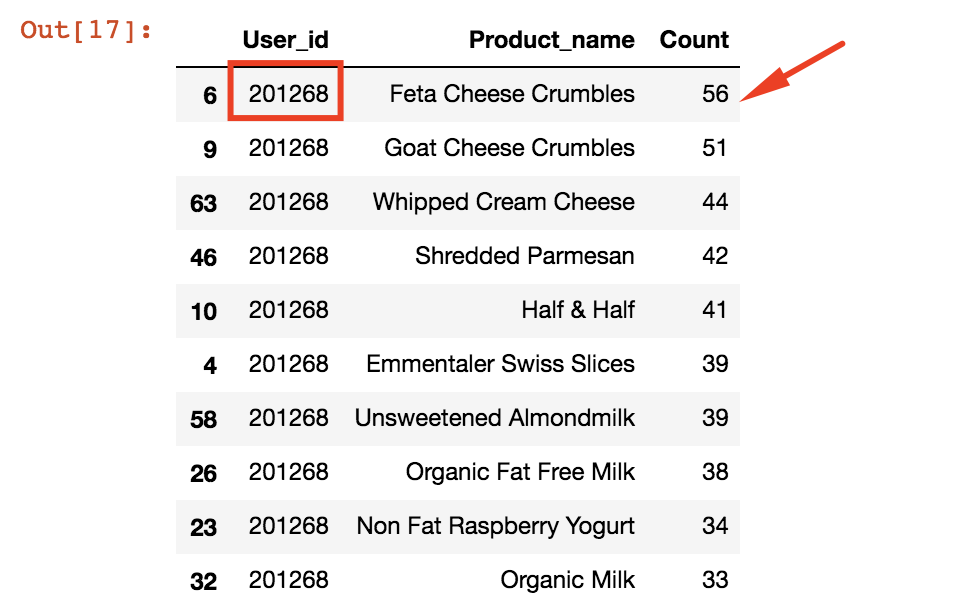 Out[17]:
User_id Product_name Count
6 201268 Feta Cheese Crumbles 56
9 201268 Goat Cheese Crumbles 51
63 201268 Whipped Cream Cheese 44
46 201268 Shredded Parmesan 42
10 201268 Half & Half 41
4 201268 Emmentaler Swiss Slices 39
58 201268 Unsweetened Almondmilk 39
26 201268 Organic Fat Free Milk 38
23 201268 Non Fat Raspberry Yogurt 34
32 201268 Organic Milk 33